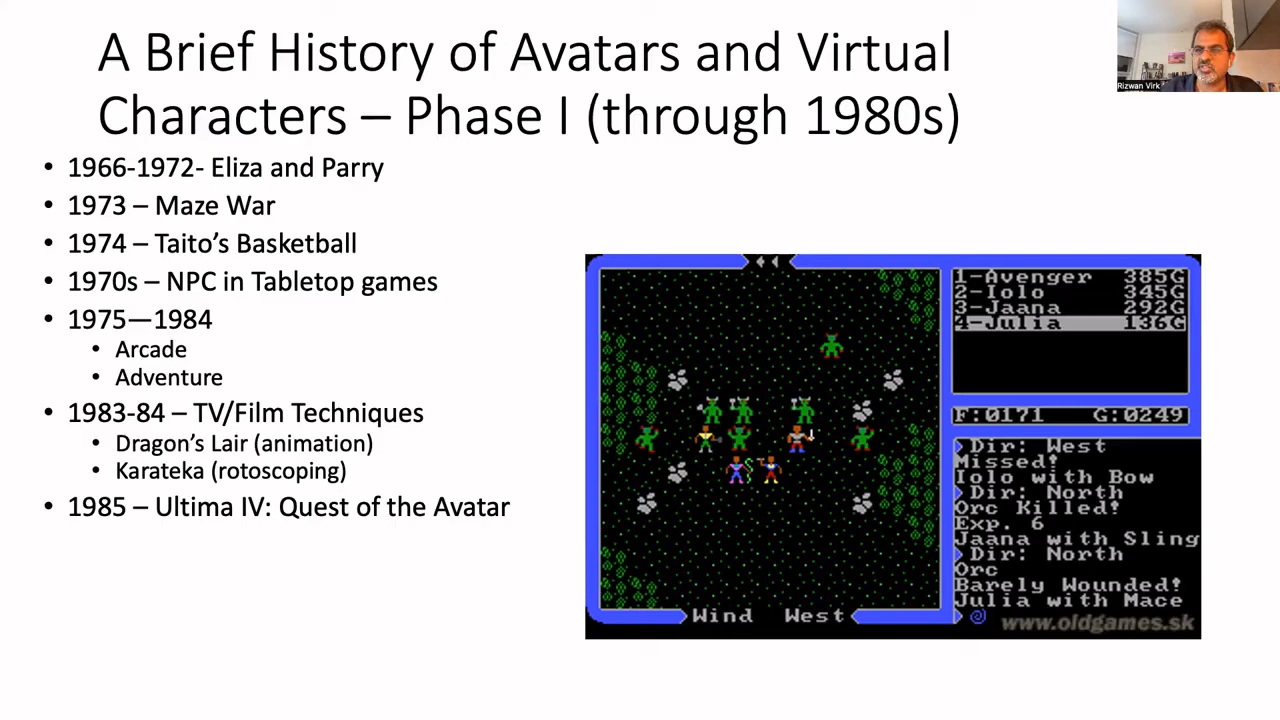 A Brief History of Avatars and Virtual
Characters – Phase I (through 1980s)
Rizwan Virk
• 1966-1972- Eliza and Parry
• 1973 – Maze War
• 1974 – Taito's Basketball
• 1970s – NPC in Tabletop games
• 1975—1984
• Arcade
• Adventure
• 1983-84 – TV/Film Techniques
• Dragon's Lair (animation)
• Karateka (rotoscoping)
• 1985 – Ultima IV: Quest of the Avatar
1-Avenger 385G
2-Iolo 345G
3-Jaana 292G
4-Julia 136G
F:0171 G:0249
Dir: West
Missed!
Iolo with Bow
Dir: North
Orc Killed!
Exp. 6
Jaana with Sling
Dir: North
Orc
Barely Wounded!
Julia with Mace
Wind West
www.oldgames.sk